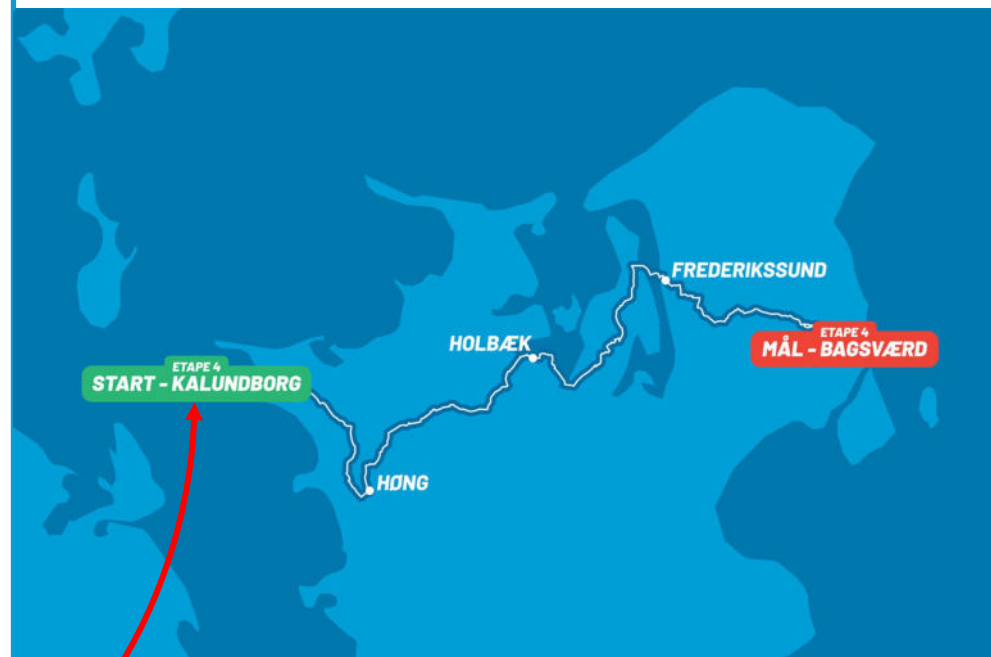 FREDERIKSSUND
ETAPE 4
MÅL - BAGSVÆRD
HOLBÆK
ETAPE 4
START - KALUNDBORG
HØNG